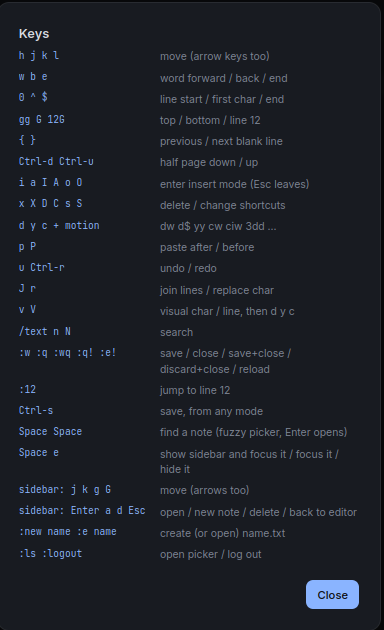 Keys
h j k l move (arrow keys too)
w b e word forward / back / end
0 ^ $ line start / first char / end
gg G 12G top / bottom / line 12
{ } previous / next blank line
Ctrl-d Ctrl-u half page down / up
i a I A o O enter insert mode (Esc leaves)
x X D C s S delete / change shortcuts
d y c + motion dw d$ yy cw ciw 3dd ...
p P paste after / before
u Ctrl-r undo / redo
J r join lines / replace char
v V visual char / line, then d y c
/text n N search
:w :q :wq :q! :e! save / close / save+close /
discard+close / reload
:12 jump to line 12
Ctrl-s save, from any mode
Space Space find a note (fuzzy picker, Enter opens)
Space e show sidebar and focus it / focus it /
hide it
sidebar: j k g G move (arrows too)
sidebar: Enter a d Esc open / new note / delete / back to editor
:new name :e name create (or open) name.txt
:ls :logout open picker / log out
Close